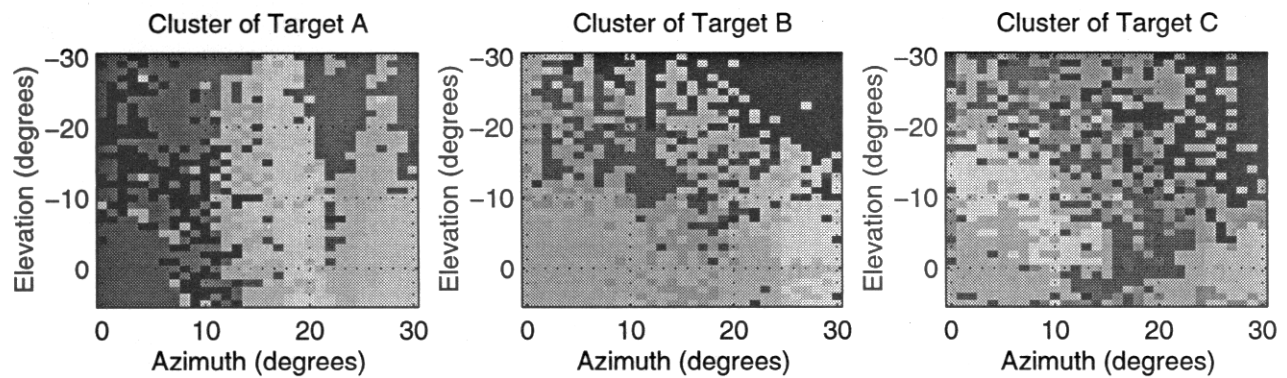 Cluster of Target A
Elevation (degrees)
−30
−20
−10
0
0 10 20 30
Azimuth (degrees)
Cluster of Target B
Elevation (degrees)
−30
−20
−10
0
0 10 20 30
Azimuth (degrees)
Cluster of Target C
Elevation (degrees)
−30
−20
−10
0
0 10 20 30
Azimuth (degrees)